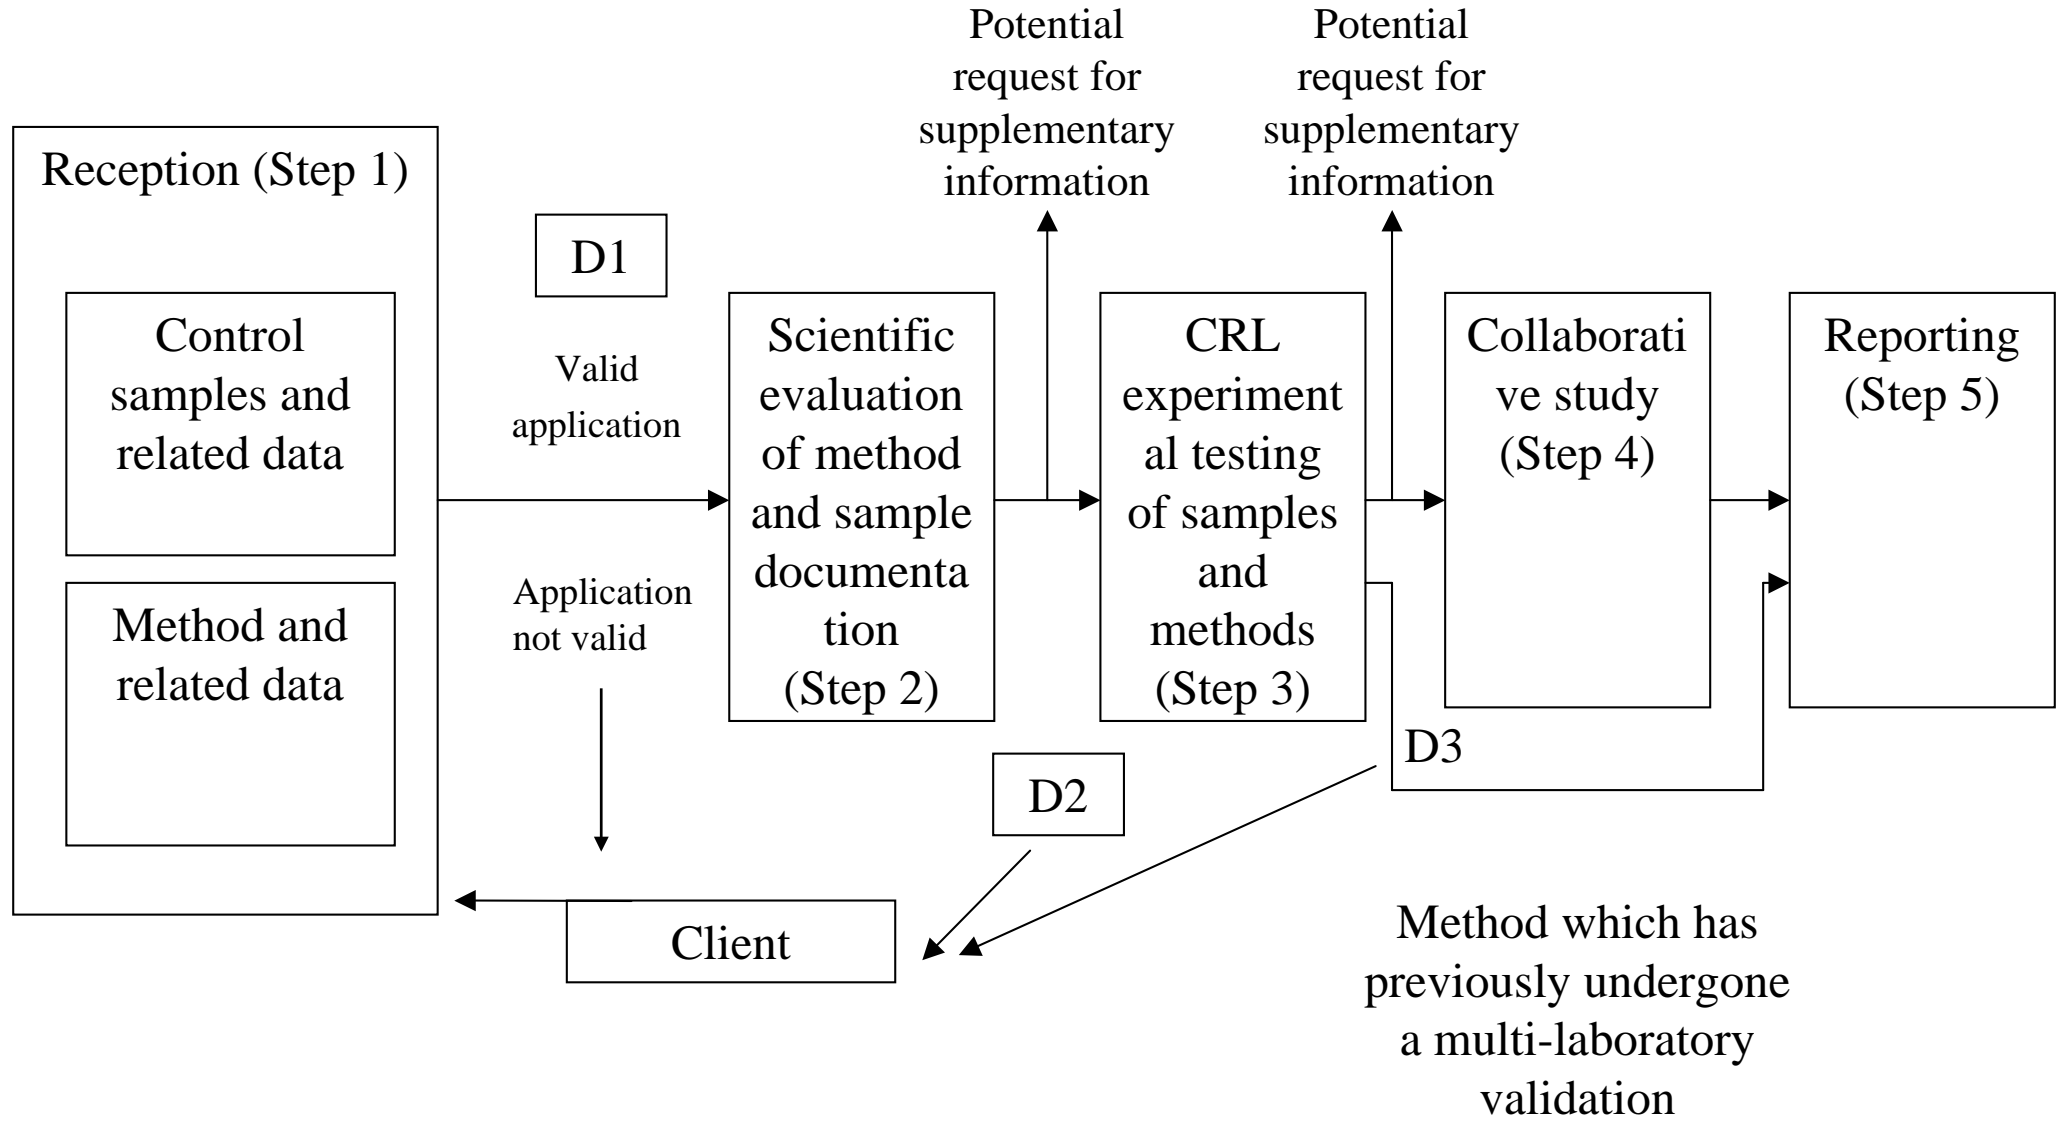 Potential
request for
supplementary
information
Potential
request for
supplementary
information
Reception (Step 1)
Control
samples and
related data
Method and
related data
D1
Valid
application
Application
not valid
Scientific
evaluation
of method
and sample
documenta
tion
(Step 2)
CRL
experiment
al testing
of samples
and
methods
(Step 3)
Collaborati
ve study
(Step 4)
Reporting
(Step 5)
D2
D3
Client
Method which has
previously undergone
a multi-laboratory
validation